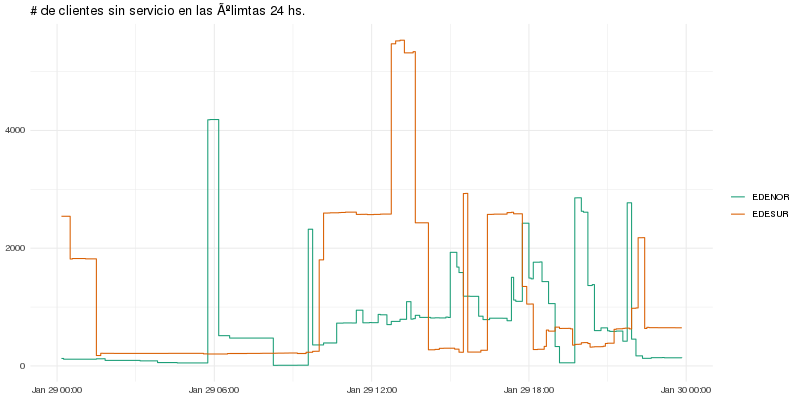 # de clientes sin servicio en las Ãºlimtas 24 hs.
4000
2000
0
Jan 29 00:00
Jan 29 06:00
Jan 29 12:00
Jan 29 18:00
Jan 30 00:00
EDENOR
EDESUR